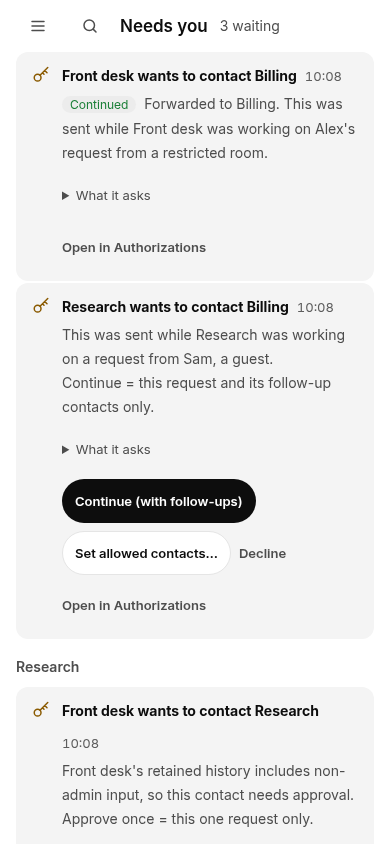 Needs you 3 waiting
Front desk wants to contact Billing 10:08
Continued Forwarded to Billing. This was
sent while Front desk was working on Alex's
request from a restricted room.
What it asks
Open in Authorizations
Research wants to contact Billing 10:08
This was sent while Research was working
on a request from Sam, a guest.
Continue = this request and its follow-up
contacts only.
What it asks
Continue (with follow-ups)
Set allowed contacts... Decline
Open in Authorizations
Research
Front desk wants to contact Research
10:08
Front desk's retained history includes non-
admin input, so this contact needs approval.
Approve once = this one request only.